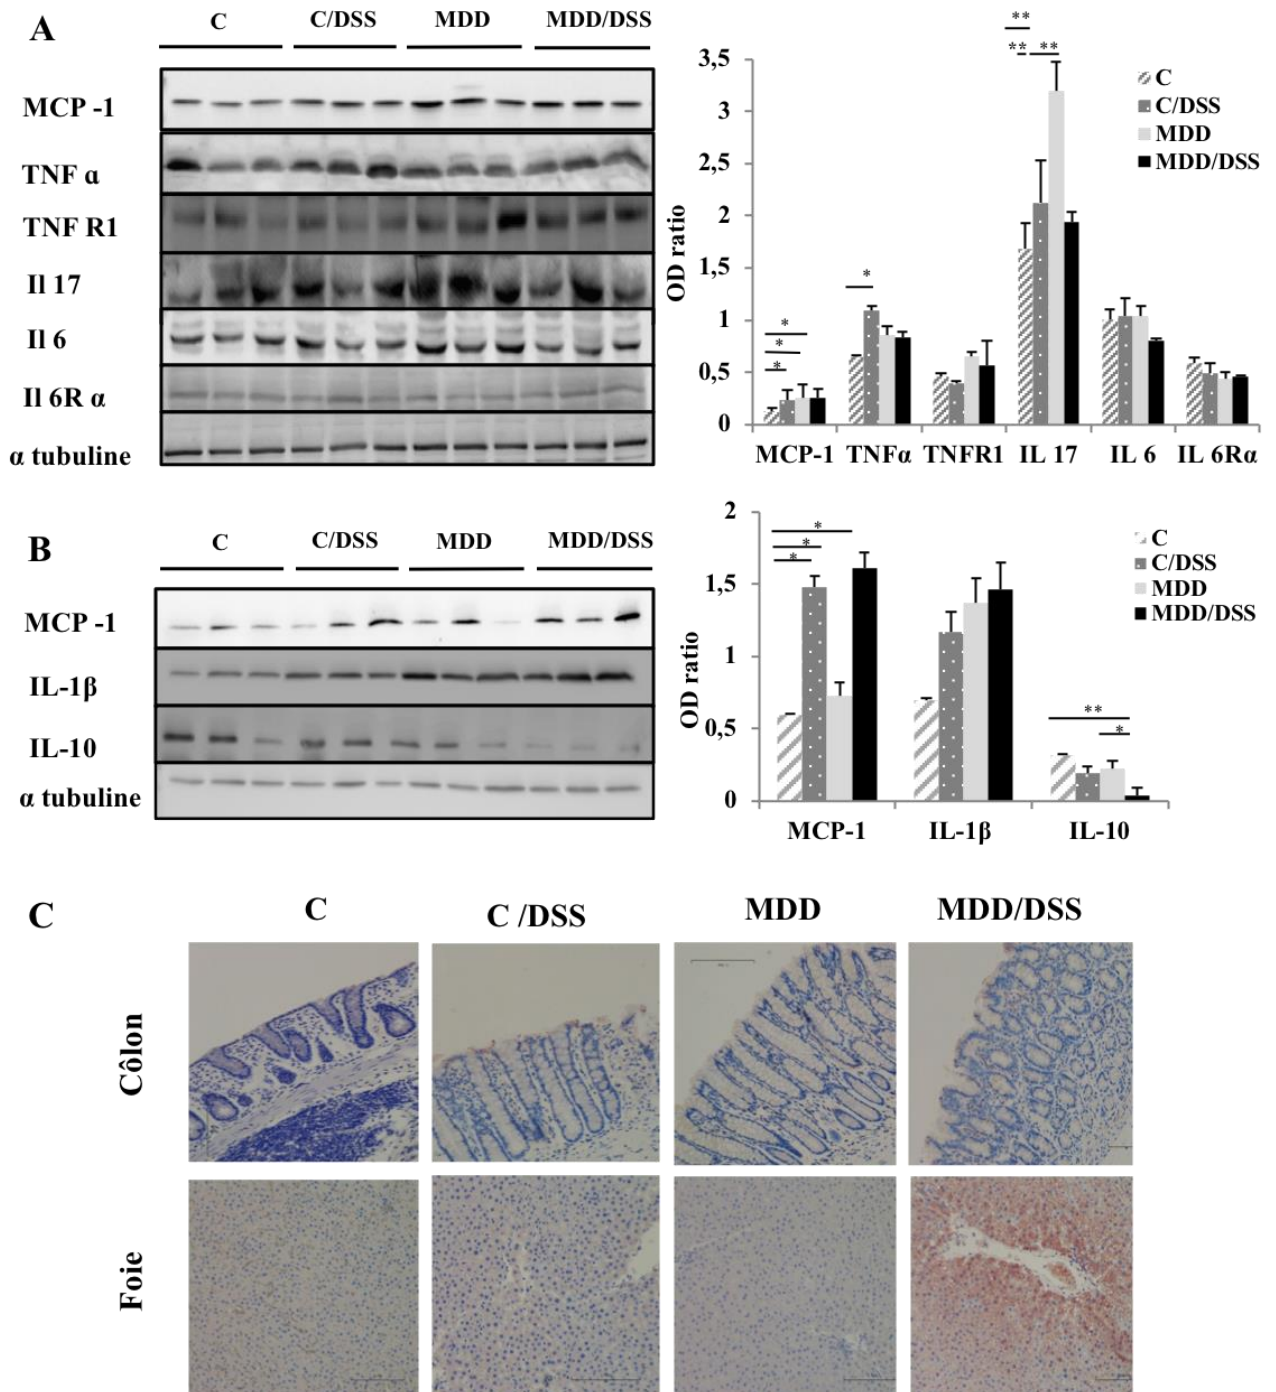 A
C C/DSS MDD MDD/DSS
MCP -1
TNF α
TNF R1
Il 17
Il 6
Il 6R α
α tubuline
OD ratio
3,5
3
2,5
2
1,5
1
0,5
0
** 
** **
*
*
*
*
C
C/DSS
MDD
MDD/DSS
MCP-1 TNFα TNFR1 IL 17 IL 6 IL 6Rα
B
C C/DSS MDD MDD/DSS
MCP -1
IL-1β
IL-10
α tubuline
OD ratio
2
1,5
1
0,5
0
*
*
*
**
*
C
C/DSS
MDD
MDD/DSS
MCP-1 IL-1β IL-10
C
C C /DSS MDD MDD/DSS
Côlon
Foie